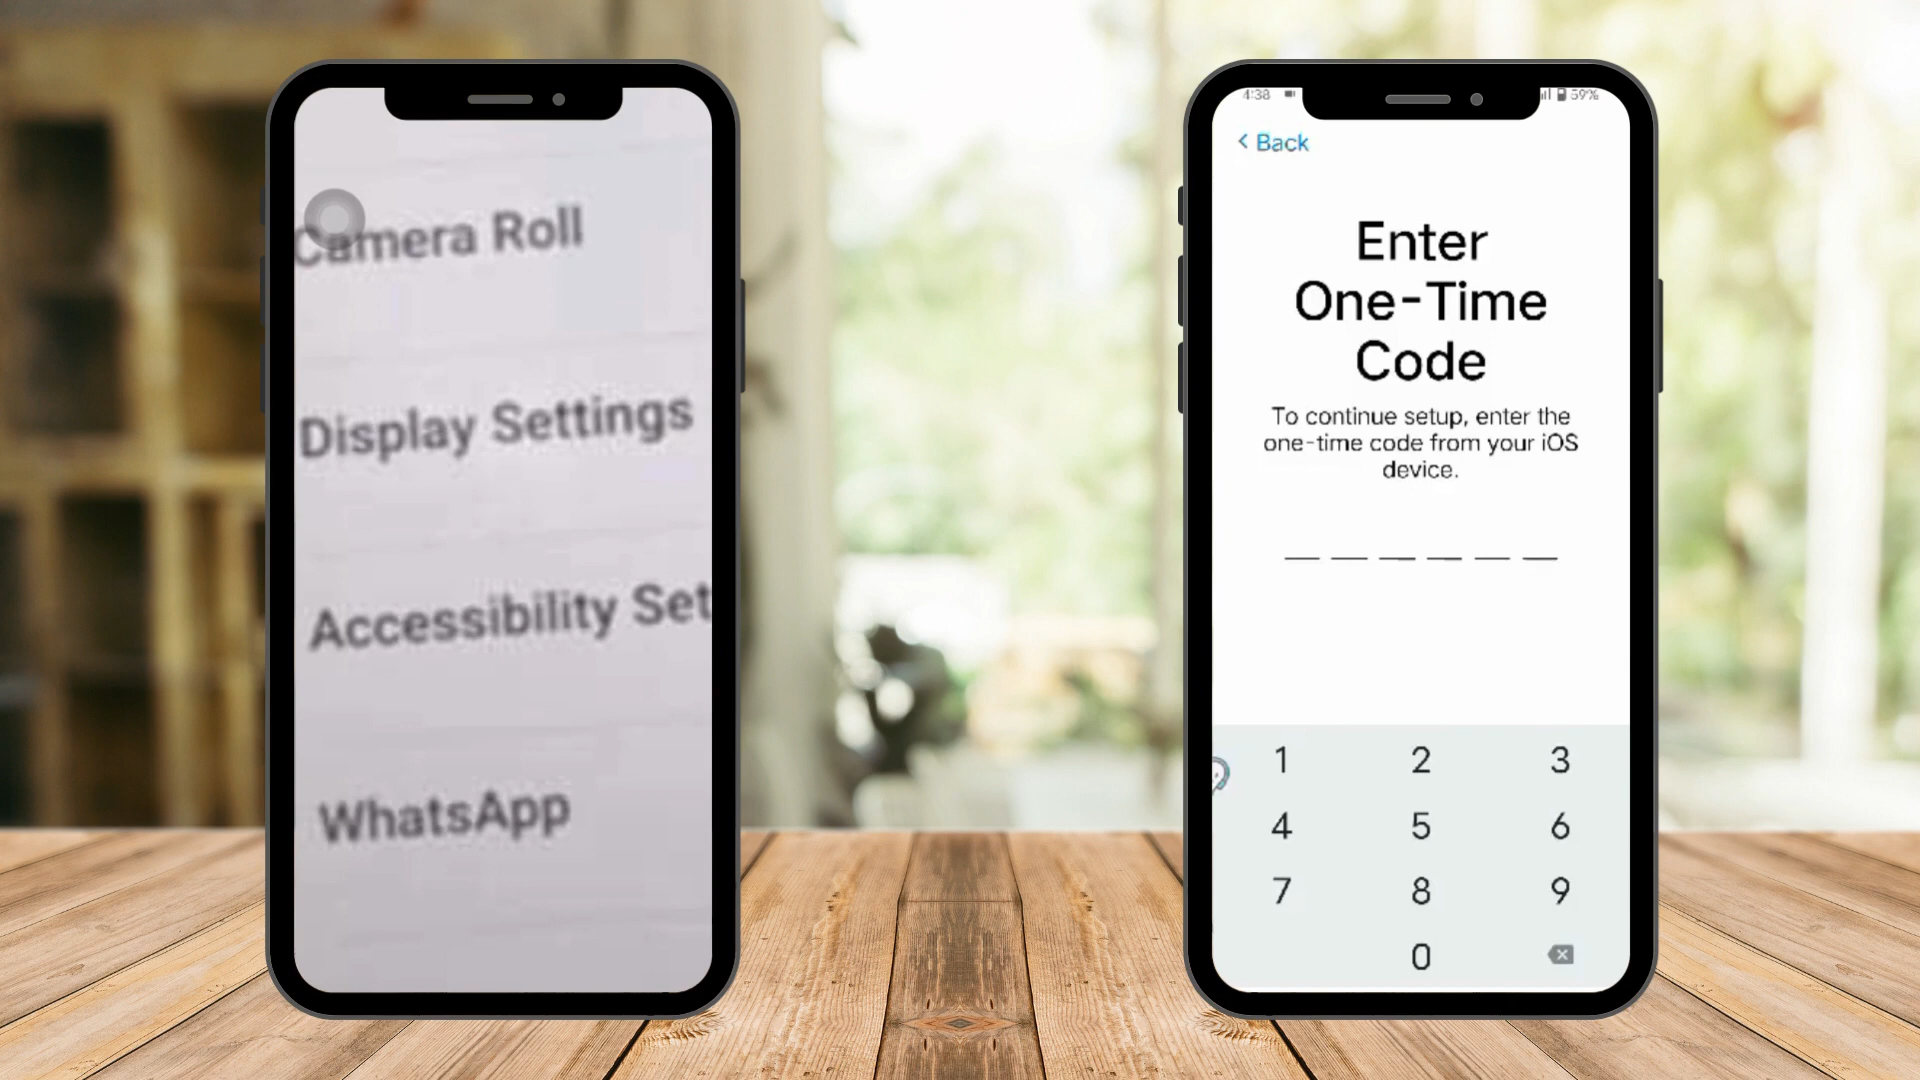 Camera Roll
Display Settings
Accessibility Set
WhatsApp
4:38
59%
< Back
Enter
One-Time
Code
To continue setup, enter the
one-time code from your iOS
device.
1 2 3
4 5 6
7 8 9
0